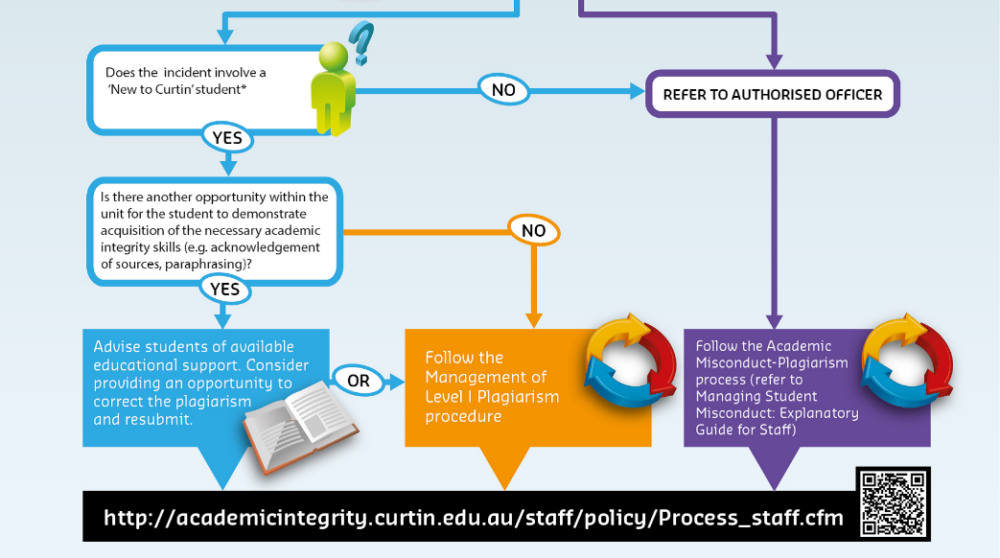 Does the incident involve a
'New to Curtin' student*
NO
REFER TO AUTHORISED OFFICER
YES
Is there another opportunity within the
unit for the student to demonstrate
acquisition of the necessary academic
integrity skills (e.g. acknowledgement
of sources, paraphrasing)?
NO
YES
Advise students of available
educational support. Consider
providing an opportunity to
correct the plagiarism
and resubmit.
OR
Follow the
Management of
Level I Plagiarism
procedure
Follow the Academic
Misconduct-Plagiarism
process (refer to
Managing Student
Misconduct: Explanatory
Guide for Staff)
http://academicintegrity.curtin.edu.au/staff/policy/Process_staff.cfm